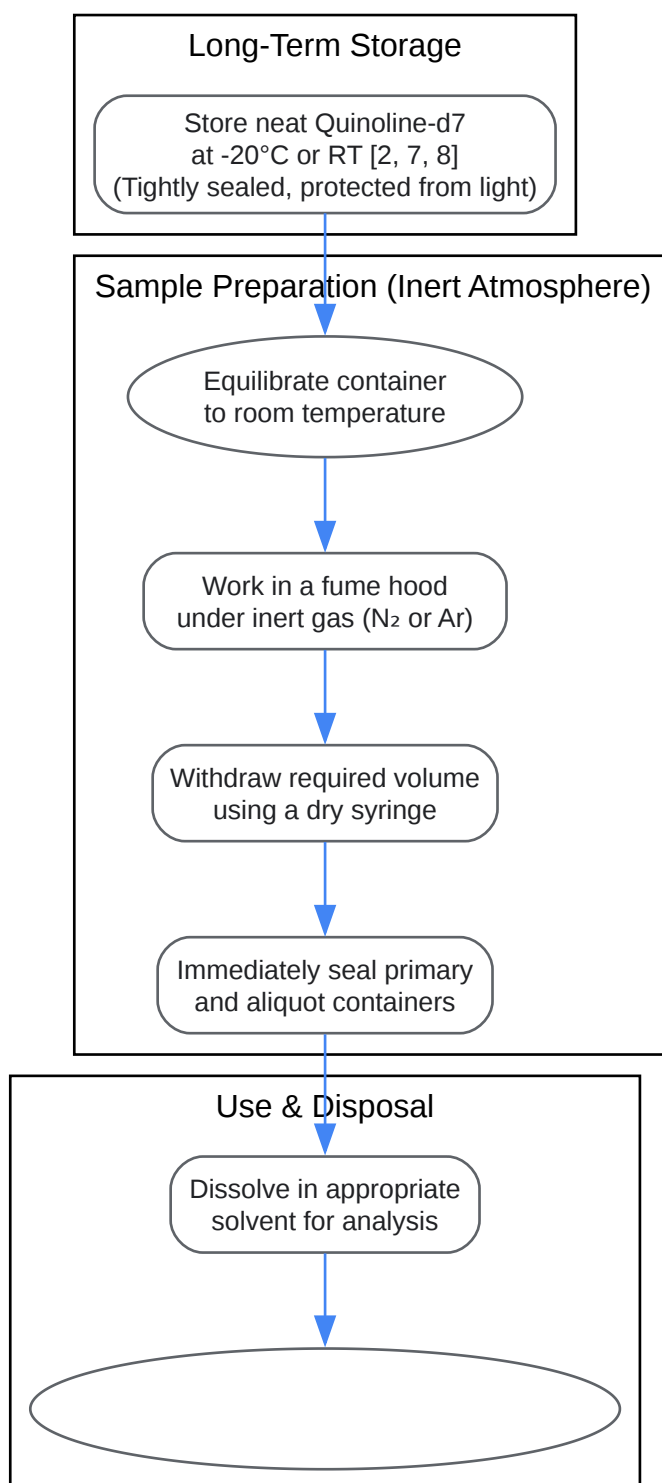 Long-Term Storage
Store neat Quinoline-d7
at -20°C or RT [2, 7, 8]
(Tightly sealed, protected from light)
Sample Preparation (Inert Atmosphere)
Equilibrate container
to room temperature
Work in a fume hood
under inert gas (N₂ or Ar)
Withdraw required volume
using a dry syringe
Immediately seal primary
and aliquot containers
Use & Disposal
Dissolve in appropriate
solvent for analysis